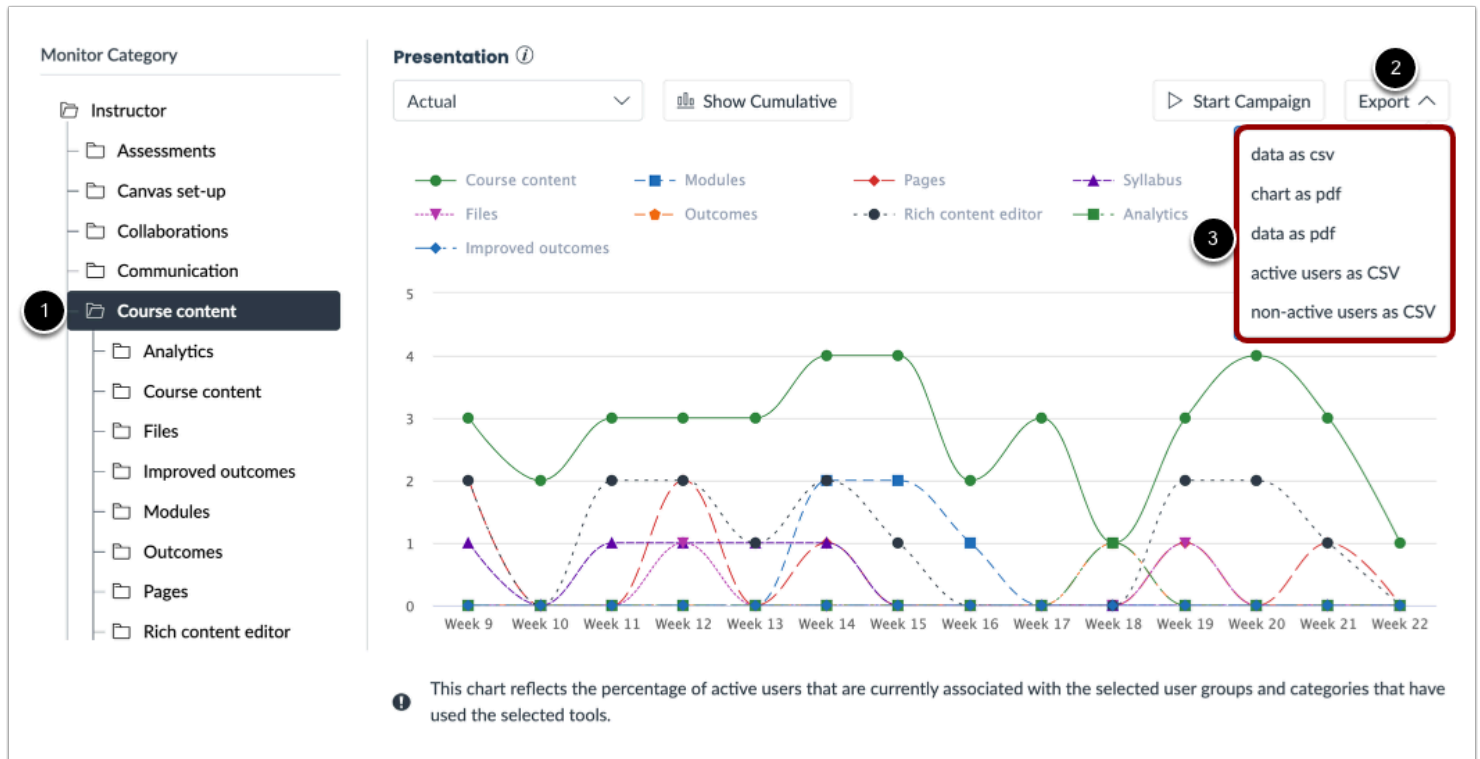 Monitor Category
Instructor
Assessments
Canvas set-up
Collaborations
Communication
1
Course content
Analytics
Course content
Files
Improved outcomes
Modules
Outcomes
Pages
Rich content editor
Presentation i
2
Actual
Show Cumulative
Start Campaign
Export
data as csv
chart as pdf
3
data as pdf
active users as CSV
non-active users as CSV
Course content Modules Pages Syllabus
Files Outcomes Rich content editor Analytics
Improved outcomes
5
4
3
2
1
0
Week 9 Week 10 Week 11 Week 12 Week 13 Week 14 Week 15 Week 16 Week 17 Week 18 Week 19 Week 20 Week 21 Week 22
This chart reflects the percentage of active users that are currently associated with the selected user groups and categories that have
used the selected tools.